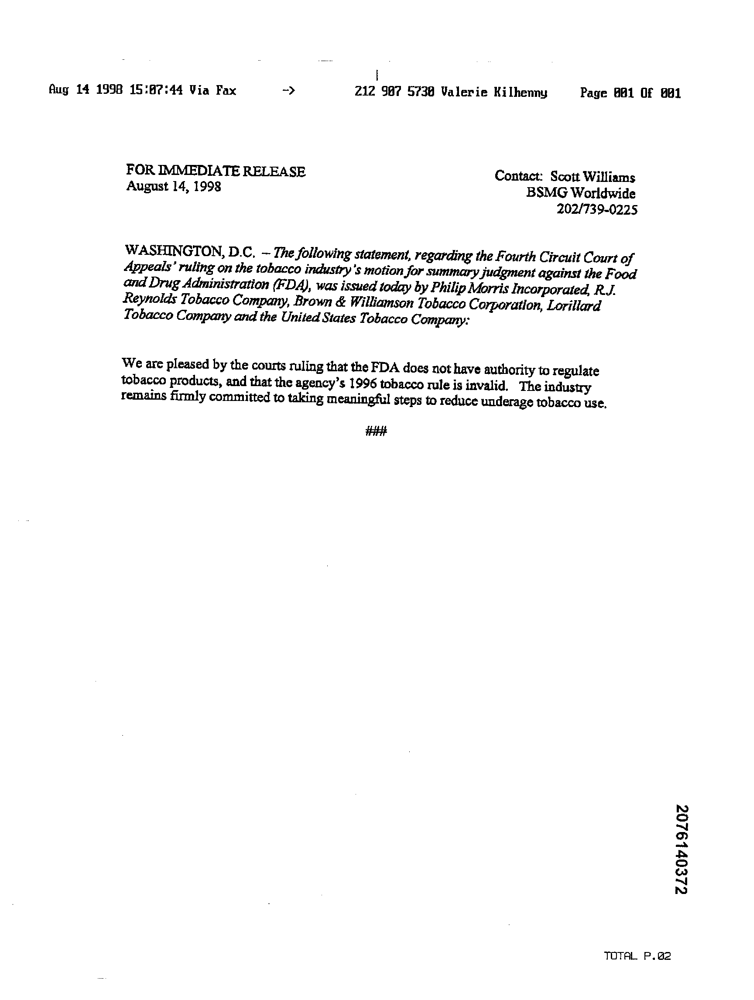 Aug 14 1998 15:07:44 Via Fax -> 212 907 5730 Valerie Kilhenny Page 001 Of 001
FOR IMMEDIATE RELEASE
August 14, 1998
Contact: Scott Williams
BSMG Worldwide
202/739-0225
WASHINGTON, D.C. – The following statement, regarding the Fourth Circuit Court of
Appeals' ruling on the tobacco industry's motion for summary judgment against the Food
and Drug Administration (FDA), was issued today by Philip Morris Incorporated, R.J.
Reynolds Tobacco Company, Brown & Williamson Tobacco Corporation, Lorillard
Tobacco Company and the United States Tobacco Company:
We are pleased by the courts ruling that the FDA does not have authority to regulate
tobacco products, and that the agency's 1996 tobacco rule is invalid. The industry
remains firmly committed to taking meaningful steps to reduce underage tobacco use.
###
2076140372
TOTAL P.02